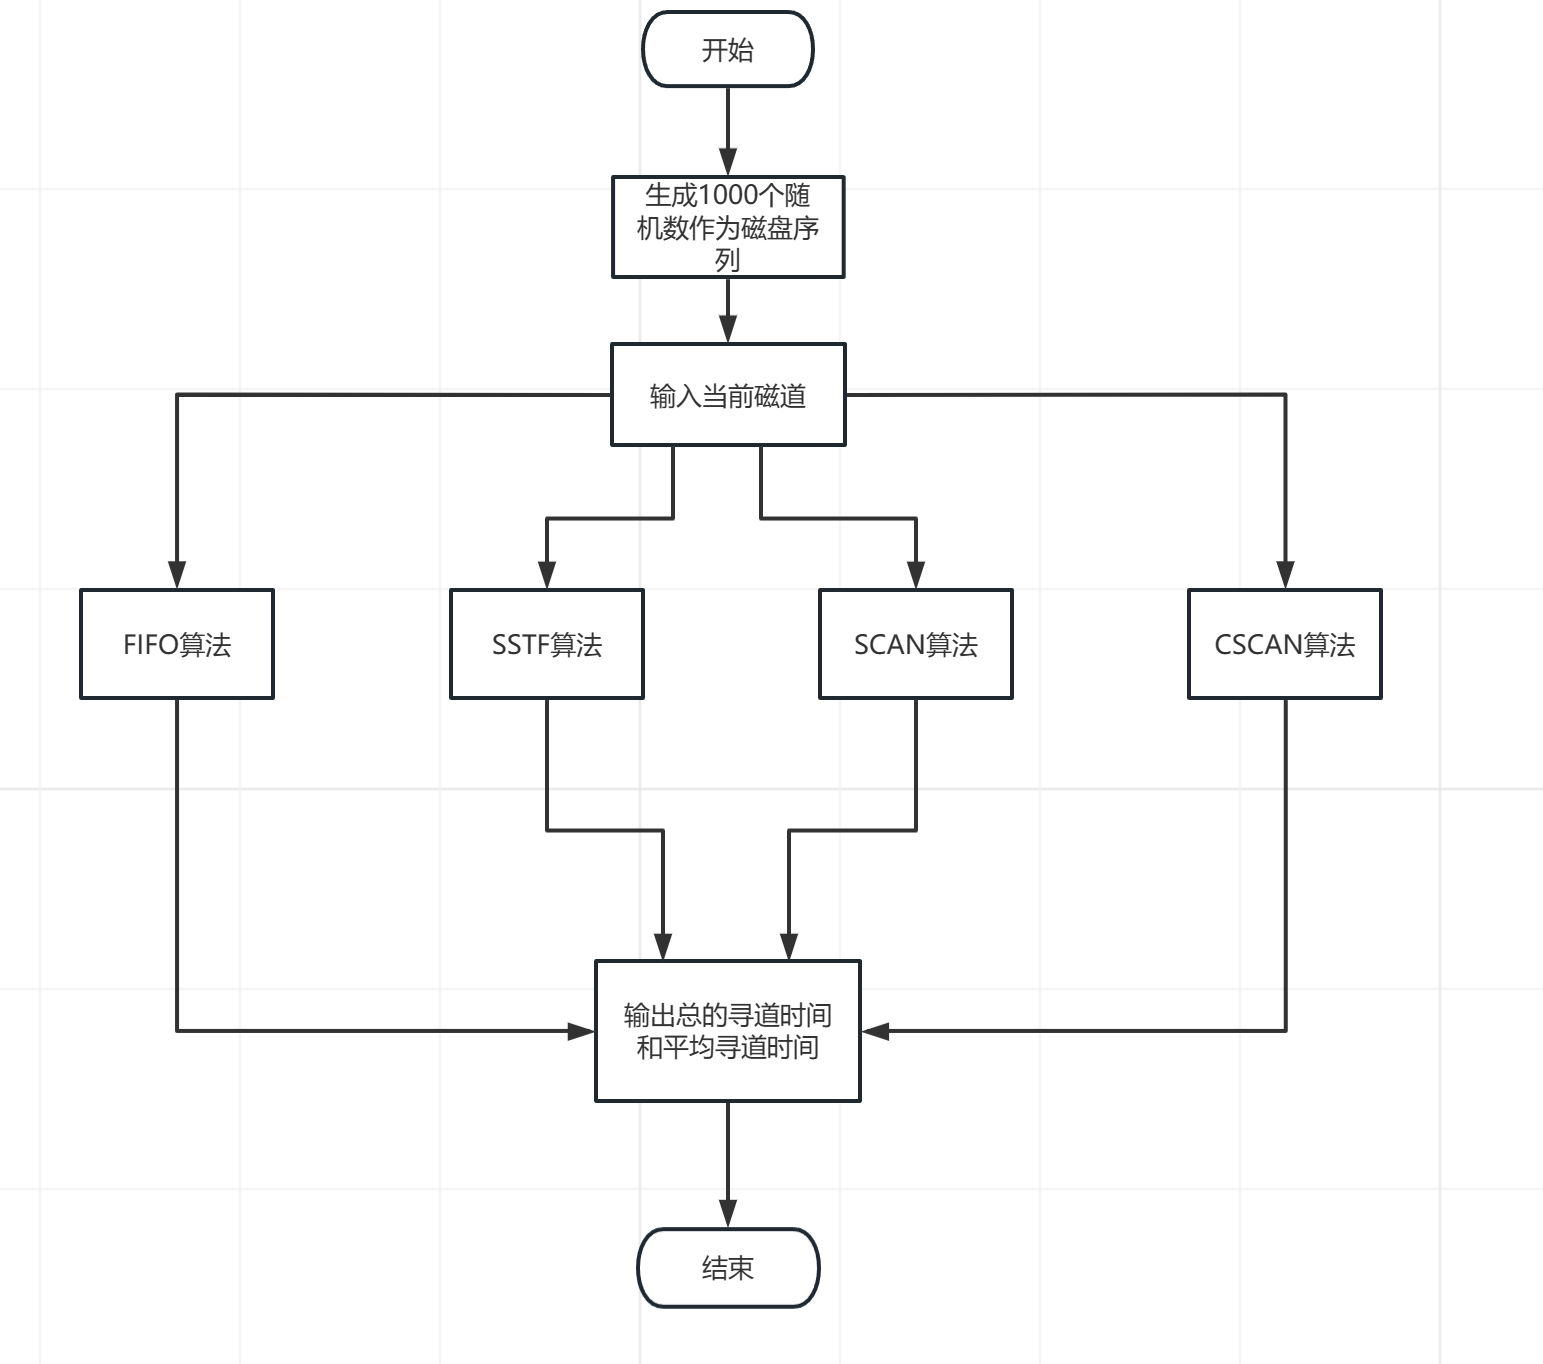 开始
生成1000个随
机数作为磁盘序
列
输入当前磁道
FIFO算法
SSTF算法
SCAN算法
CSCAN算法
输出总的寻道时间
和平均寻道时间
结束